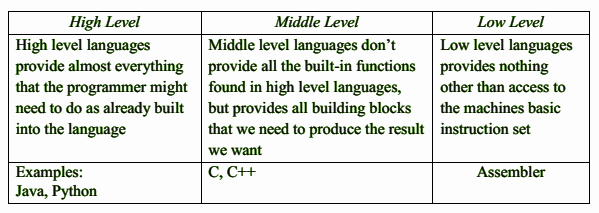 High Level
Middle Level
Low Level
High level languages
provide almost everything
that the programmer might
need to do as already built
into the language
Middle level languages don't
provide all the built-in functions
found in high level languages,
but provides all building blocks
that we need to produce the result
we want
Low level languages
provides nothing
other than access to
the machines basic
instruction set
Examples:
Java, Python
C, C++
Assembler